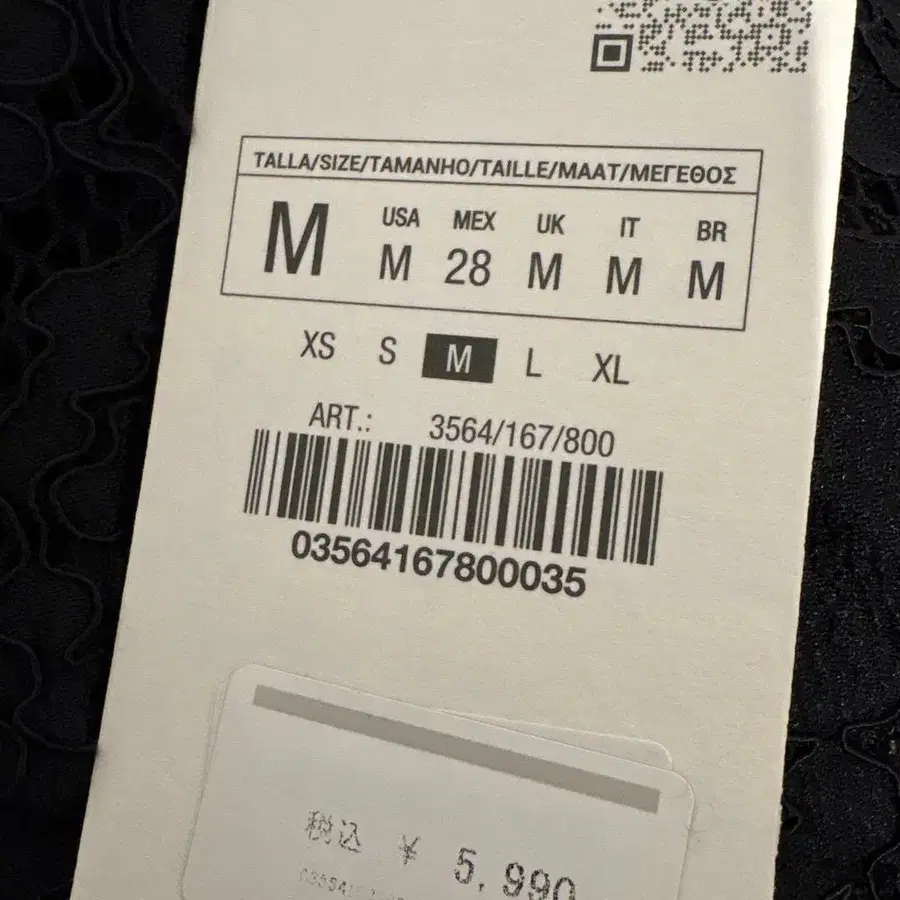 TALLA/SIZE/TAMANHO/TAILLE/MAAT/ΜΕΓΕΘΟΣ
M USA MEX UK IT BR
M 28 M M M
XS S M L XL
ART.: 3564/167/800
03564167800035
税込 ¥ 5,990